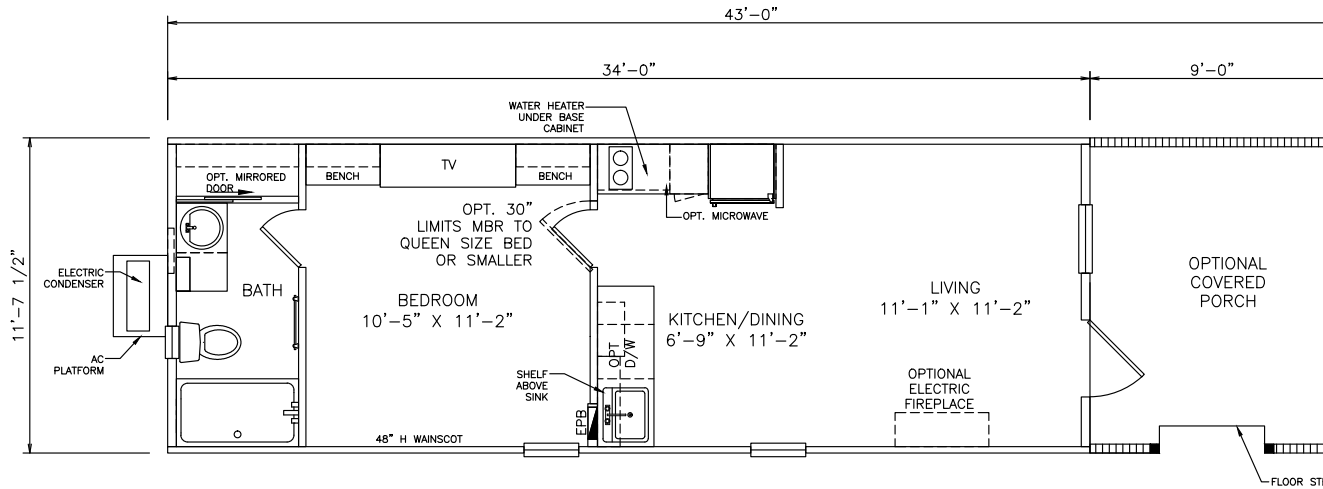 43'-0"
34'-0"
9'-0"
WATER HEATER
UNDER BASE
CABINET
OPT. MIRRORED
DOOR
BENCH
TV
BENCH
OPT. MICROWAVE
OPT. 30"
LIMITS MBR TO
QUEEN SIZE BED
OR SMALLER
11'-7 1/2"
ELECTRIC
CONDENSER
BATH
BEDROOM
10'-5" X 11'-2"
KITCHEN/DINING
6'-9" X 11'-2"
LIVING
11'-1" X 11'-2"
OPTIONAL
COVERED
PORCH
AC
PLATFORM
OPT
D/W
SHELF
ABOVE
SINK
EPB
OPTIONAL
ELECTRIC
FIREPLACE
48" H WAINSCOT
FLOOR